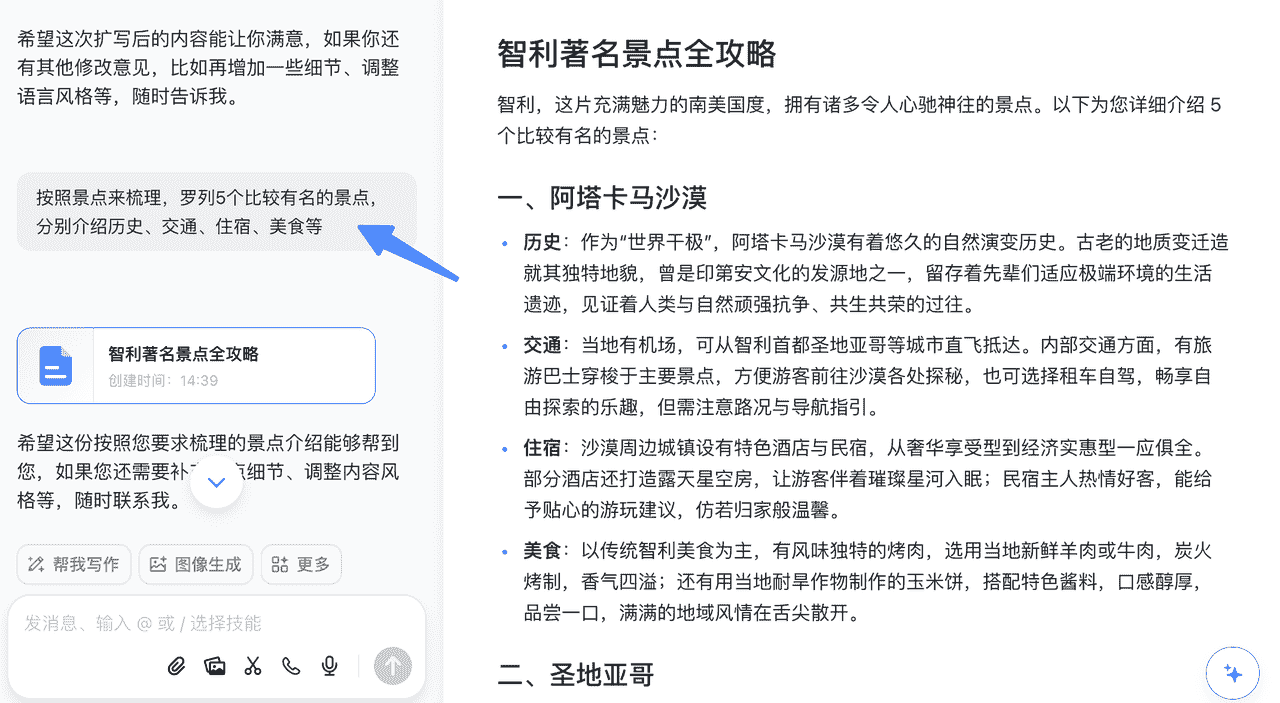 希望这次扩写后的内容能让你满意，如果你还
有其他修改意见，比如再增加一些细节、调整
语言风格等，随时告诉我。
按照景点来梳理，罗列5个比较有名的景点，
分别介绍历史、交通、住宿、美食等
智利著名景点全攻略
创建时间：14:39
希望这份按照您要求梳理的景点介绍能够帮到
您，如果您还需要补 点细节、调整内容风
格等，随时联系我。
帮我写作 图像生成 更多
发消息、输入 @ 或 / 选择技能
智利著名景点全攻略
智利，这片充满魅力的南美国度，拥有诸多令人心驰神往的景点。以下为您详细介绍 5
个比较有名的景点：
一、阿塔卡马沙漠
• 历史：作为“世界干极”，阿塔卡马沙漠有着悠久的自然演变历史。古老的地质变迁造
就其独特地貌，曾是印第安文化的发源地之一，留存着先辈们适应极端环境的生活
遗迹，见证着人类与自然顽强抗争、共生共荣的过往。
• 交通：当地有机场，可从智利首都圣地亚哥等城市直飞抵达。内部交通方面，有旅
游巴士穿梭于主要景点，方便游客前往沙漠各处探秘，也可选择租车自驾，畅享自
由探索的乐趣，但需注意路况与导航指引。
• 住宿：沙漠周边城镇设有特色酒店与民宿，从奢华享受型到经济实惠型一应俱全。
部分酒店还打造露天星空房，让游客伴着璀璨星河入眠；民宿主人热情好客，能给
予贴心的游玩建议，仿若归家般温馨。
• 美食：以传统智利美食为主，有风味独特的烤肉，选用当地新鲜羊肉或牛肉，炭火
烤制，香气四溢；还有用当地耐旱作物制作的玉米饼，搭配特色酱料，口感醇厚，
品尝一口，满满的地域风情在舌尖散开。
二、圣地亚哥